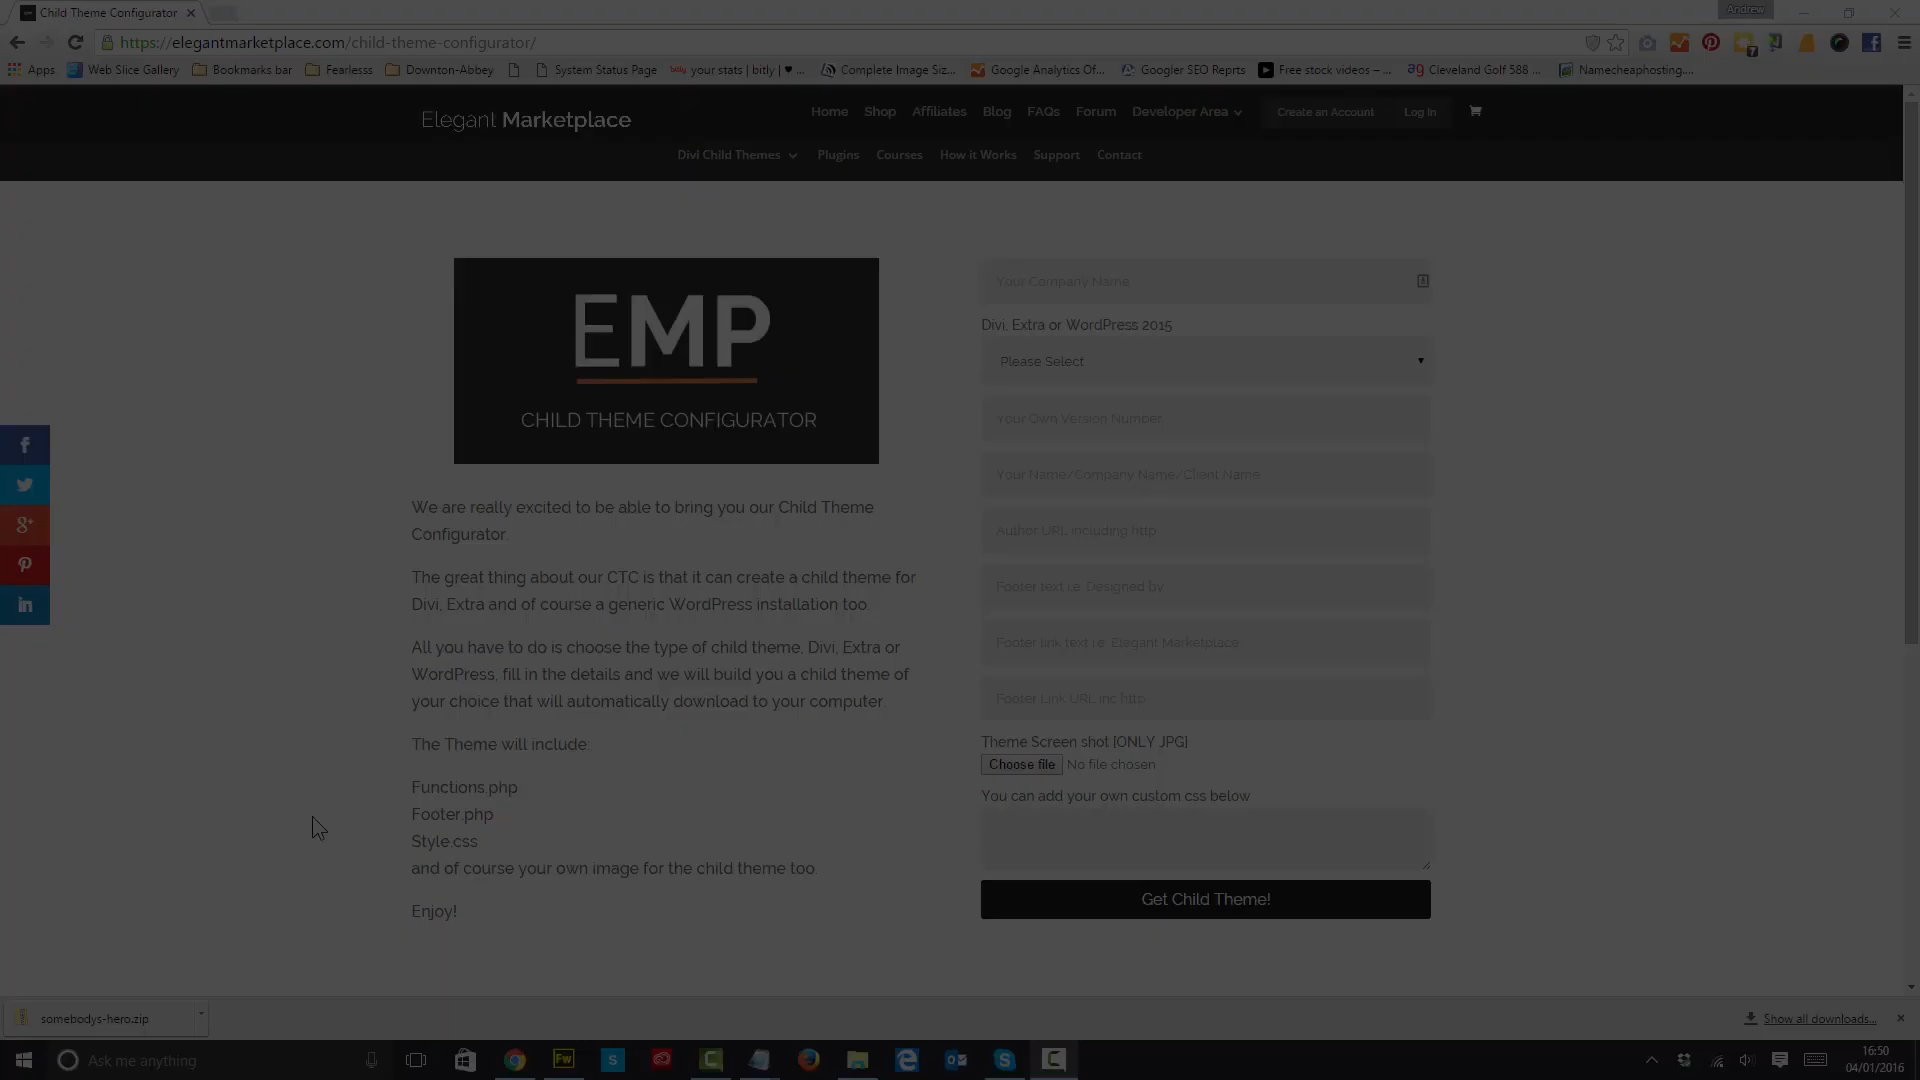 Child Theme Configurator
Andrew
https://elegantmarketplace.com/child-theme-configurator/
Apps Web Slice Gallery Bookmarks bar Fearlesss Downton-Abbey System Status Page bitly your stats | bitly | ♥ ... Complete Image Siz... Google Analytics Of... Googler SEO Reprts Free stock videos – ... Cleveland Golf 588 ... Namecheaphosting....
Elegant Marketplace
Home Shop Affiliates Blog FAQs Forum Developer Area Create an Account Log In
Divi Child Themes Plugins Courses How it Works Support Contact
EMP
CHILD THEME CONFIGURATOR
We are really excited to be able to bring you our Child Theme
Configurator.
The great thing about our CTC is that it can create a child theme for
Divi, Extra and of course a generic WordPress installation too.
All you have to do is choose the type of child theme, Divi, Extra or
WordPress, fill in the details and we will build you a child theme of
your choice that will automatically download to your computer.
The Theme will include:
Functions.php
Footer.php
Style.css
and of course your own image for the child theme too.
Enjoy!
Your Company Name
Divi, Extra or WordPress 2015
Please Select
Your Own Version Number
Your Name/Company Name/Client Name
Author URL including http
Footer text i.e. Designed by
Footer link text i.e. Elegant Marketplace
Footer Link URL inc http
Theme Screen shot [ONLY JPG]
Choose file No file chosen
You can add your own custom css below
Get Child Theme!
somebodys-hero.zip
Show all downloads...
Ask me anything
16:50
04/01/2016